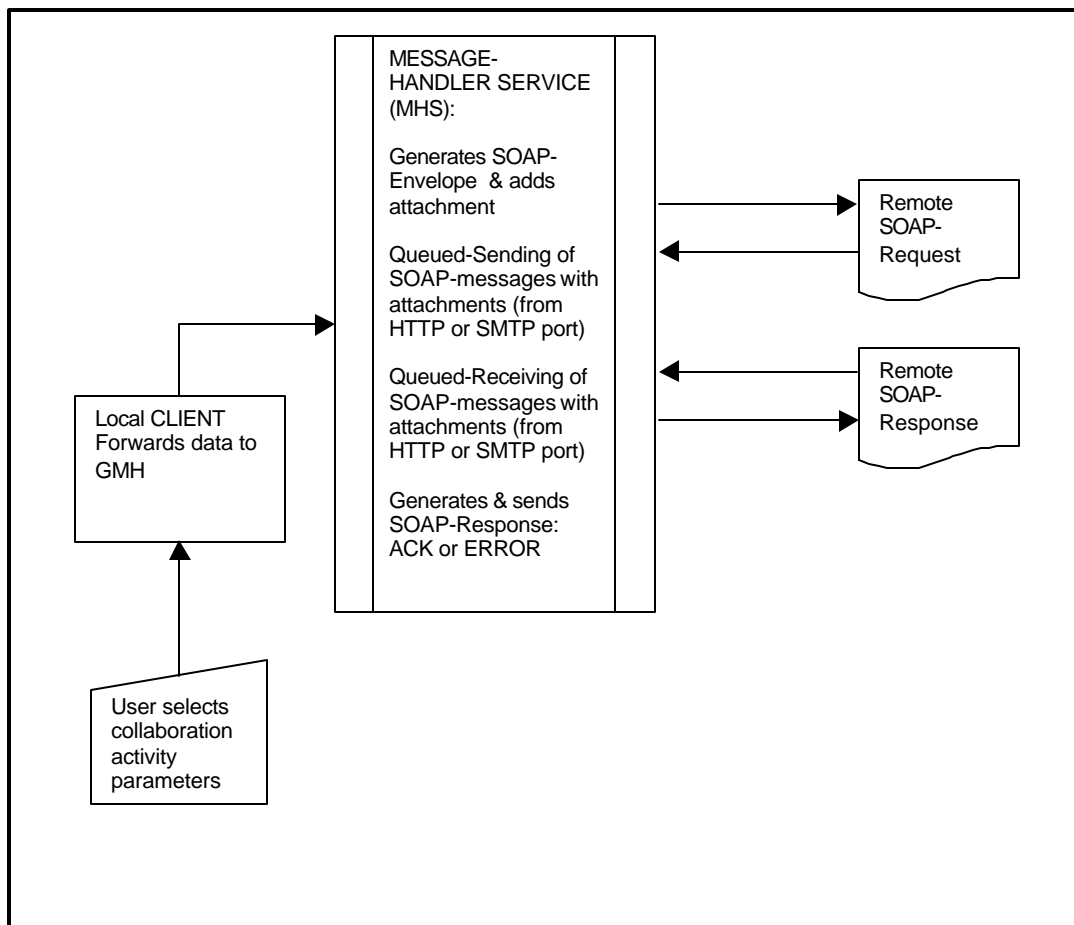 MESSAGE-
HANDLER SERVICE
(MHS):
Generates SOAP-
Envelope & adds
attachment
Queued-Sending of
SOAP-messages with
attachments (from
HTTP or SMTP port)
Queued-Receiving of
SOAP-messages with
attachments (from
HTTP or SMTP port)
Generates & sends
SOAP-Response:
ACK or ERROR
Remote
SOAP-
Request
Remote
SOAP-
Response
Local CLIENT
Forwards data to
GMH
User selects
collaboration
activity
parameters